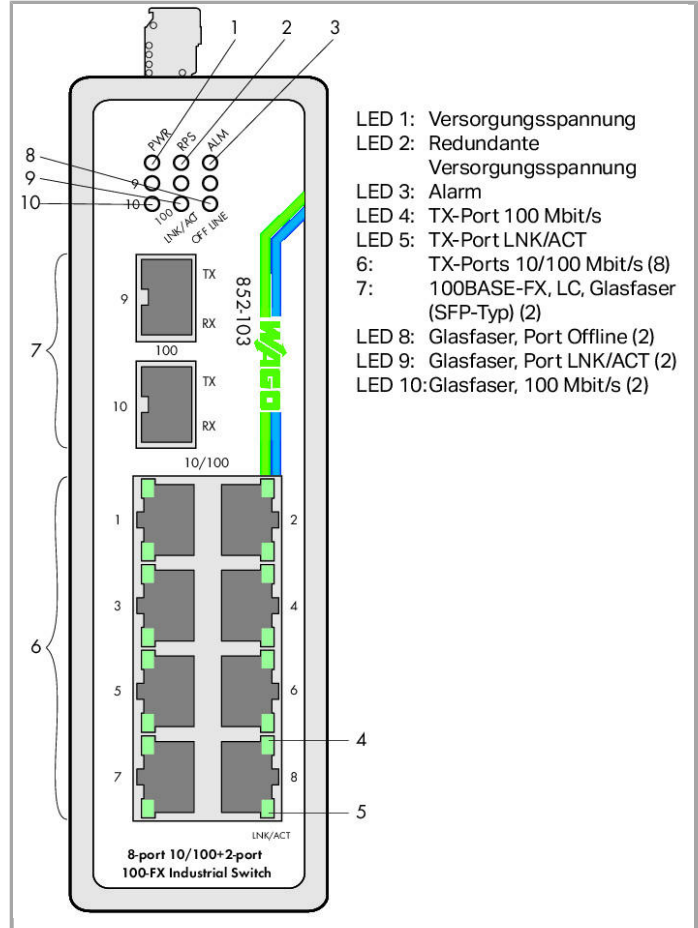 1 2 3
PWR RPS ALM
8
9 9
10 10
100 LNK/ACT OFF LINE
TX
9
RX
100
852-103
WAGO
7
TX
10
RX
10/100
1 2
3 4
6
5 6
4
7 8
5
LNK/ACT
8-port 10/100+2-port
100-FX Industrial Switch
LED 1: Versorgungsspannung
LED 2: Redundante
Versorgungsspannung
LED 3: Alarm
LED 4: TX-Port 100 Mbit/s
LED 5: TX-Port LNK/ACT
6: TX-Ports 10/100 Mbit/s (8)
7: 100BASE-FX, LC, Glasfaser
(SFP-Typ) (2)
LED 8: Glasfaser, Port Offline (2)
LED 9: Glasfaser, Port LNK/ACT (2)
LED 10:Glasfaser, 100 Mbit/s (2)